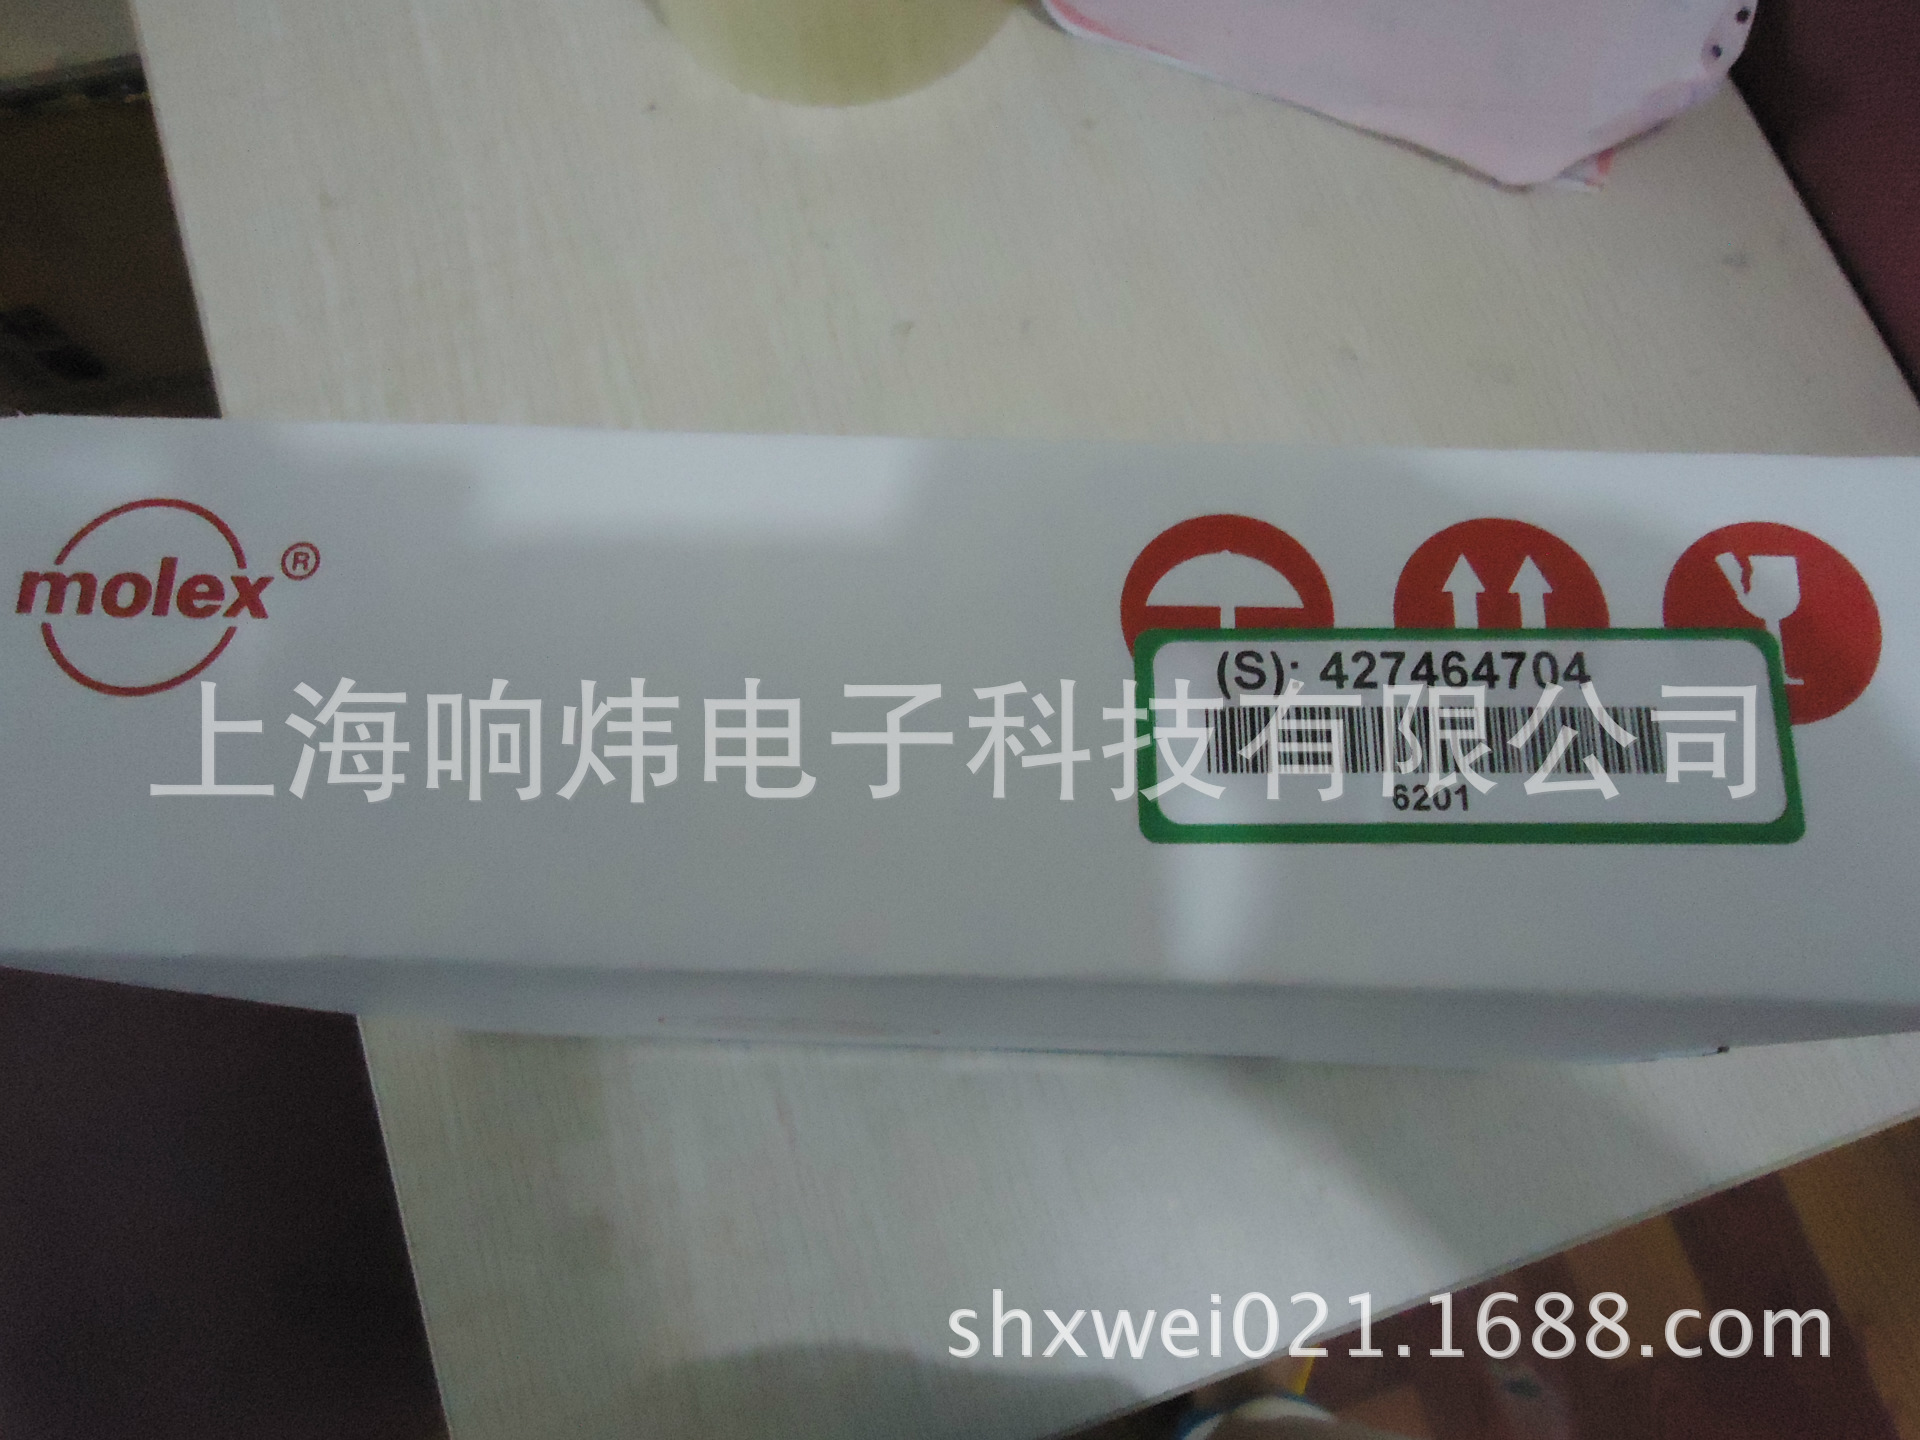 molex®
(S): 427464704
上海响炜电子科技有限公司
6201
shxwei021.1688.com